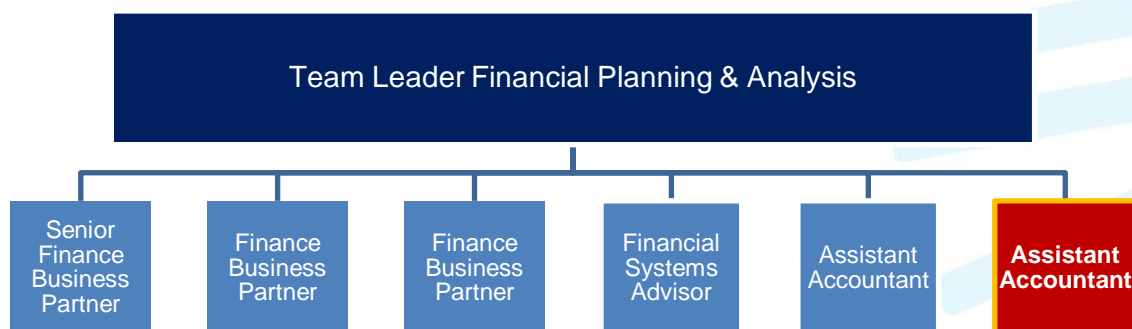 Team Leader Financial Planning & Analysis
Senior
Finance
Business
Partner
Finance
Business
Partner
Finance
Business
Partner
Financial
Systems
Advisor
Assistant
Accountant
Assistant
Accountant